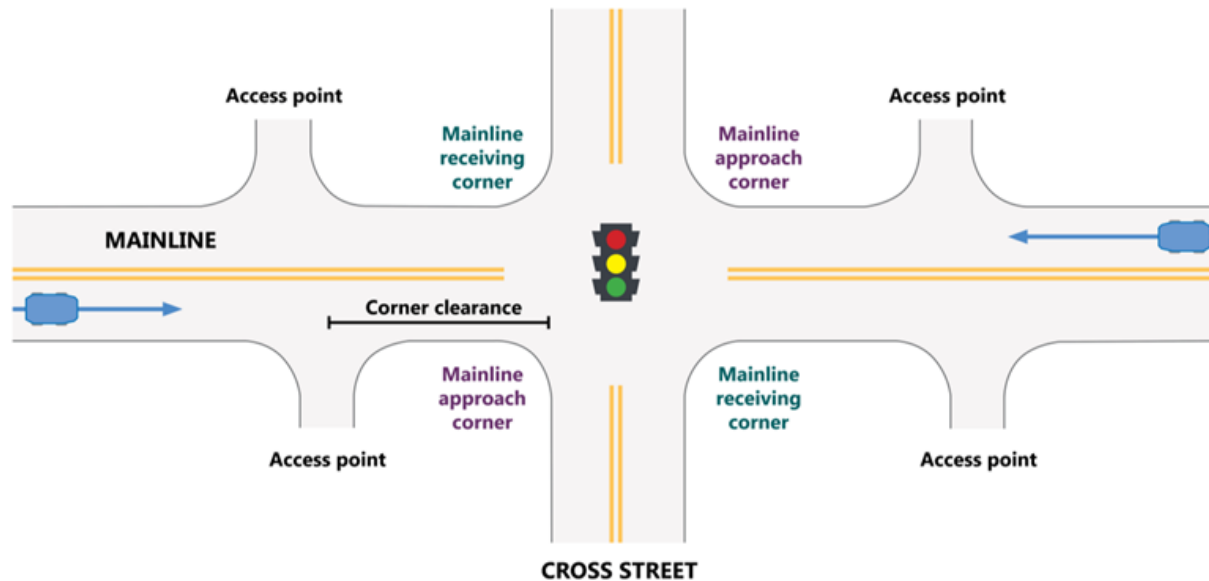 Access point
Access point
Mainline
receiving
corner
Mainline
approach
corner
MAINLINE
Corner clearance
Mainline
approach
corner
Mainline
receiving
corner
Access point
Access point
CROSS STREET